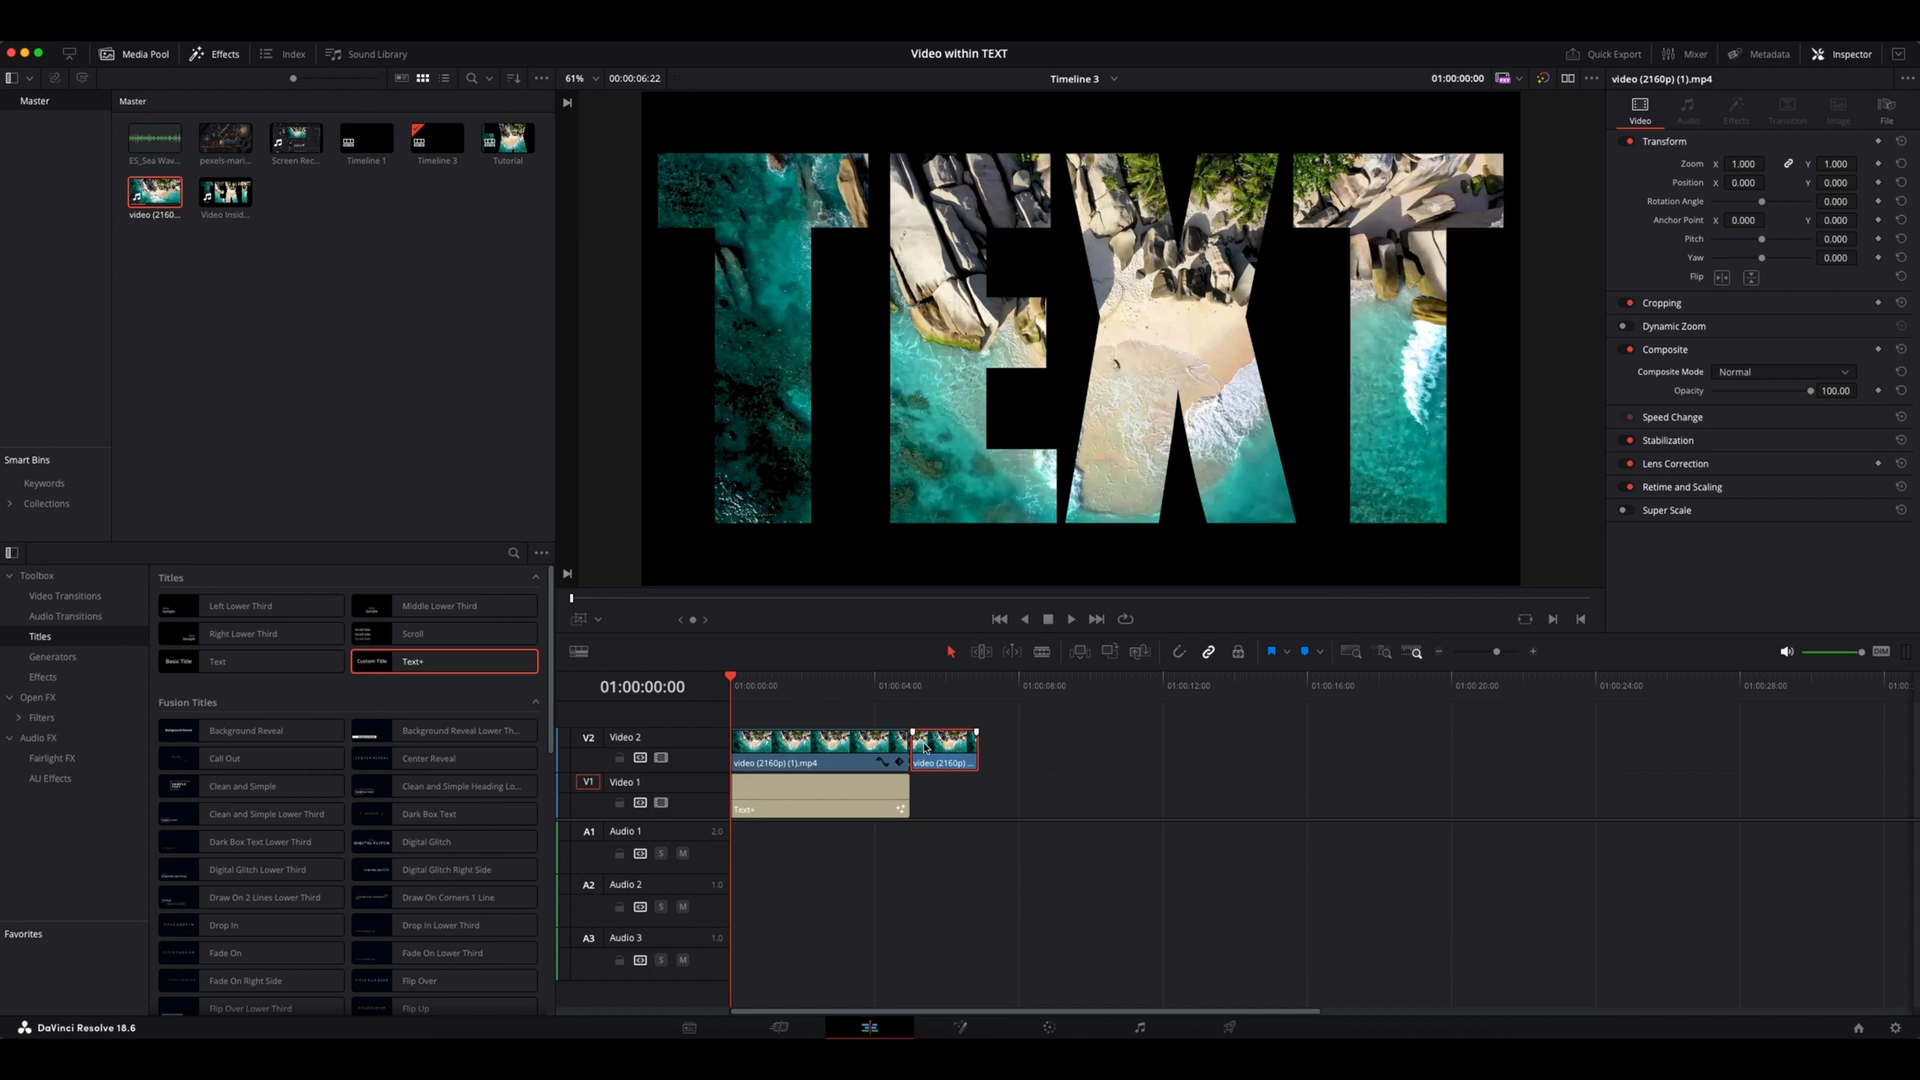 Media Pool
Effects
Index
Sound Library
Video within TEXT
Quick Export
Mixer
Metadata
Inspector
61%
00:00:06:22
Timeline 3
01:00:00:00
video (2160p) (1).mp4
Master
Master
ES_Sea Wav...
pexels-mari...
Screen Rec...
Timeline 1
Timeline 3
Tutorial
video (2160...
Video Insid...
Smart Bins
Keywords
Collections
TEXT
Video
Audio
Effects
Transition
Image
File
Transform
Zoom X 1.000 Y 1.000
Position X 0.000 Y 0.000
Rotation Angle 0.000
Anchor Point X 0.000 Y 0.000
Pitch 0.000
Yaw 0.000
Flip
Cropping
Dynamic Zoom
Composite
Composite Mode Normal
Opacity 100.00
Speed Change
Stabilization
Lens Correction
Retime and Scaling
Super Scale
Toolbox
Video Transitions
Audio Transitions
Titles
Generators
Effects
Open FX
Filters
Audio FX
Fairlight FX
AU Effects
Favorites
Titles
Left Lower Third
Middle Lower Third
Right Lower Third
Scroll
Basic Title Text
Custom Title Text+
Fusion Titles
Background Reveal
Background Reveal Lower Th...
Call Out
Center Reveal
Clean and Simple
Clean and Simple Heading Lo...
Clean and Simple Lower Third
Dark Box Text
Dark Box Text Lower Third
Digital Glitch
Digital Glitch Lower Third
Digital Glitch Right Side
Draw On 2 Lines Lower Third
Draw On Corners 1 Line
Drop In
Drop In Lower Third
Fade On
Fade On Lower Third
Fade On Right Side
Flip Over
Flip Over Lower Third
Flip Up
DIM
01:00:00:00
01:00:00:00
01:00:04:00
01:00:08:00
01:00:12:00
01:00:16:00
01:00:20:00
01:00:24:00
01:00:28:00
01:00:
V2 Video 2
video (2160p) (1).mp4
video (2160p) ...
V1 Video 1
Text+
A1 Audio 1 2.0
S M
A2 Audio 2 1.0
S M
A3 Audio 3 1.0
S M
DaVinci Resolve 18.6